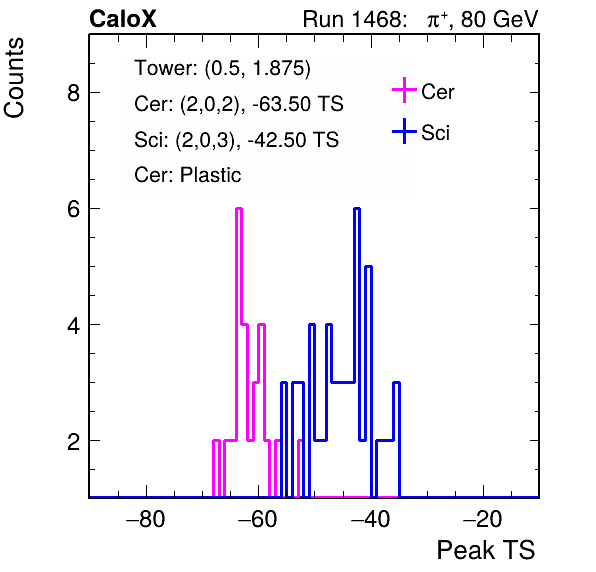 CaloX Run 1468: π⁺, 80 GeV
Counts
Tower: (0.5, 1.875)
Cer: (2,0,2), -63.50 TS
Sci: (2,0,3), -42.50 TS
Cer: Plastic
Cer
Sci
8
6
4
2
−80 −60 −40 −20
Peak TS